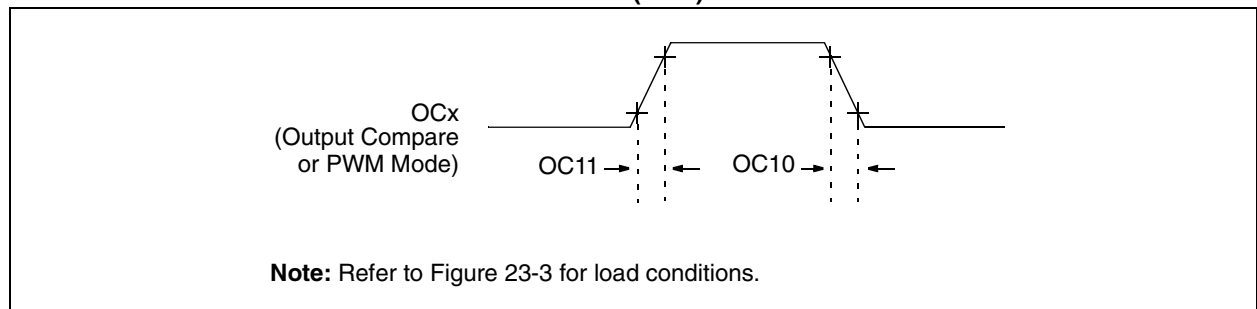 OCx
(Output Compare
or PWM Mode)
OC11
OC10
Note: Refer to Figure 23-3 for load conditions.